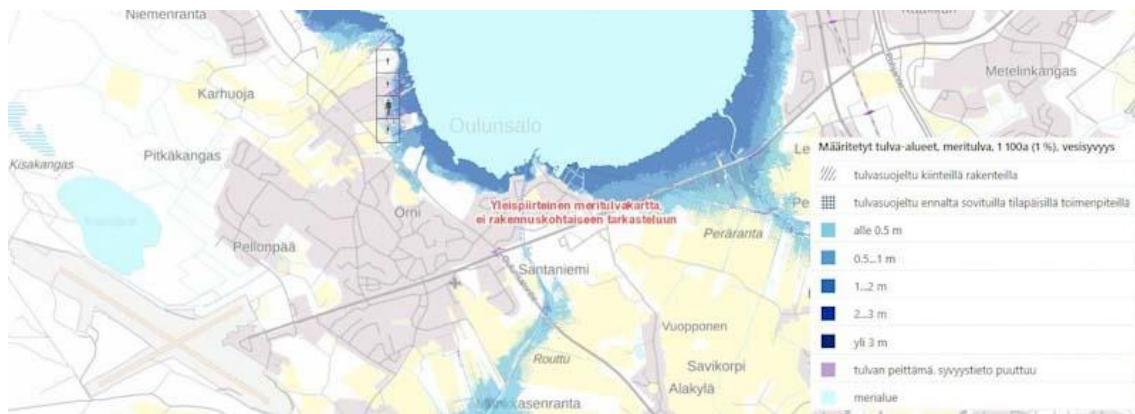 Niemenranta
Karhuoja
Metelinkangas
Oulunsalo
Kisakangas
Pitkäkangas
Määritetyt tulva-alueet, meritulva, 1 100a (1 %), vesisyvyys
tulvasuojeltu kiinteillä rakenteilla
tulvasuojeltu ennalta sovituilla tilapäisillä toimenpiteillä
alle 0.5 m
0.5...1 m
1...2 m
2...3 m
yli 3 m
tulvan peittämä, syvyystieto puuttuu
merialue
Yleispiirteinen meritulvakartta,
ei rakennuskohtaiseen tarkasteluun
Orni
Pellonpää
Peräranta
Santaniemi
Vuopponen
Routtu
Savikorpi
Alakylä